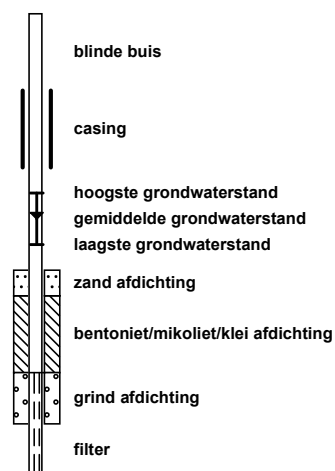 blinde buis
casing
hoogste grondwaterstand
gemiddelde grondwaterstand
laagste grondwaterstand
zand afdichting
bentoniet/mikoliet/klei afdichting
grind afdichting
filter